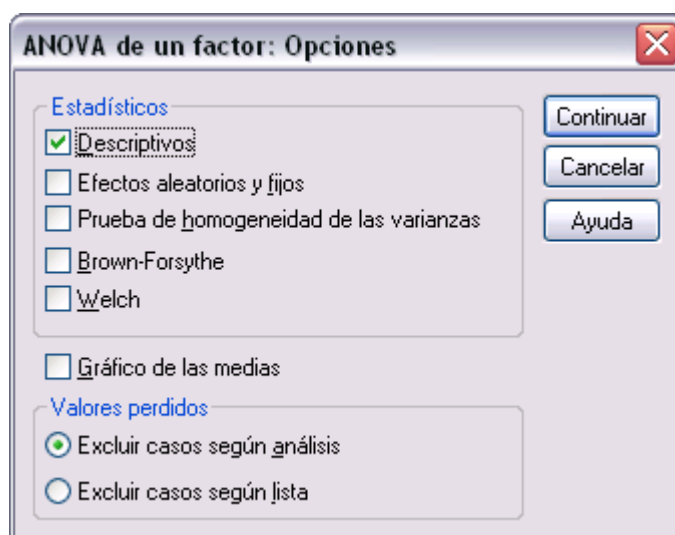 ANOVA de un factor: Opciones
Estadísticos
Descriptivos
Efectos aleatorios y fijos
Prueba de homogeneidad de las varianzas
Brown-Forsythe
Welch
Gráfico de las medias
Valores perdidos
Excluir casos según análisis
Excluir casos según lista
Continuar
Cancelar
Ayuda